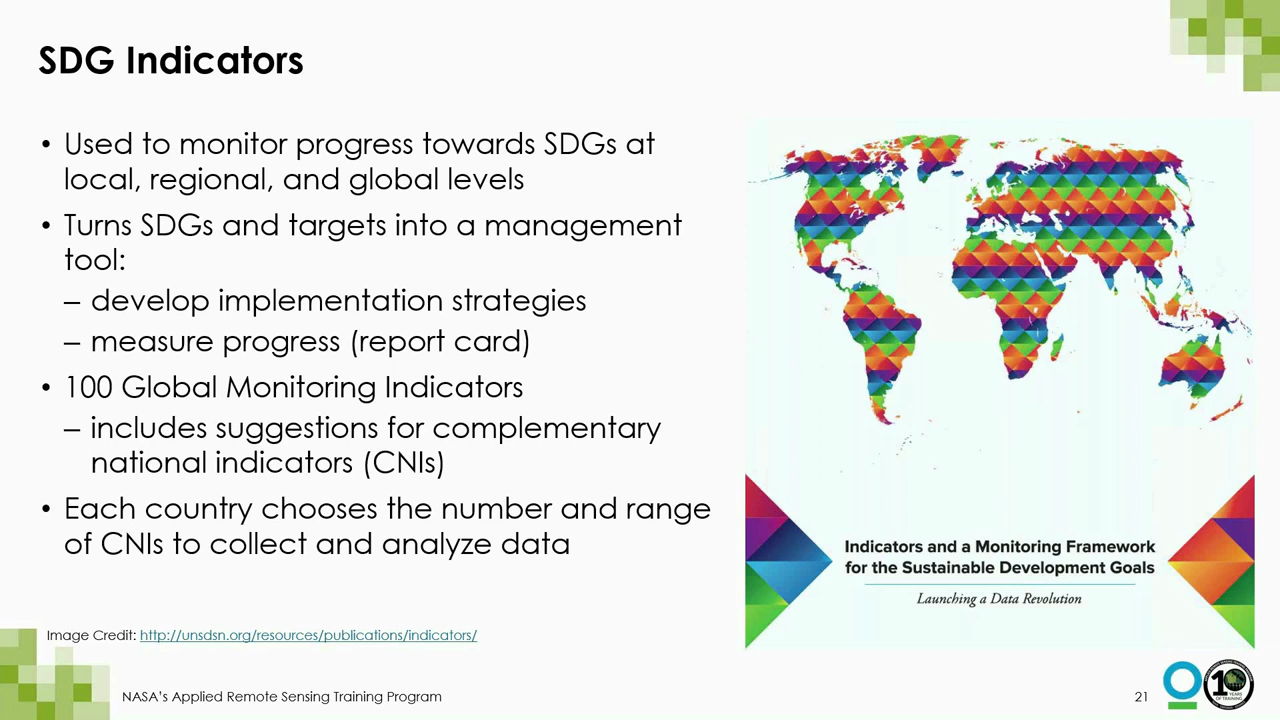 SDG Indicators
• Used to monitor progress towards SDGs at
local, regional, and global levels
• Turns SDGs and targets into a management
tool:
– develop implementation strategies
– measure progress (report card)
• 100 Global Monitoring Indicators
– includes suggestions for complementary
national indicators (CNIs)
• Each country chooses the number and range
of CNIs to collect and analyze data
Indicators and a Monitoring Framework
for the Sustainable Development Goals
Launching a Data Revolution
Image Credit: http://unsdsn.org/resources/publications/indicators/
NASA's Applied Remote Sensing Training Program
21
10
YEARS
OF TRAINING